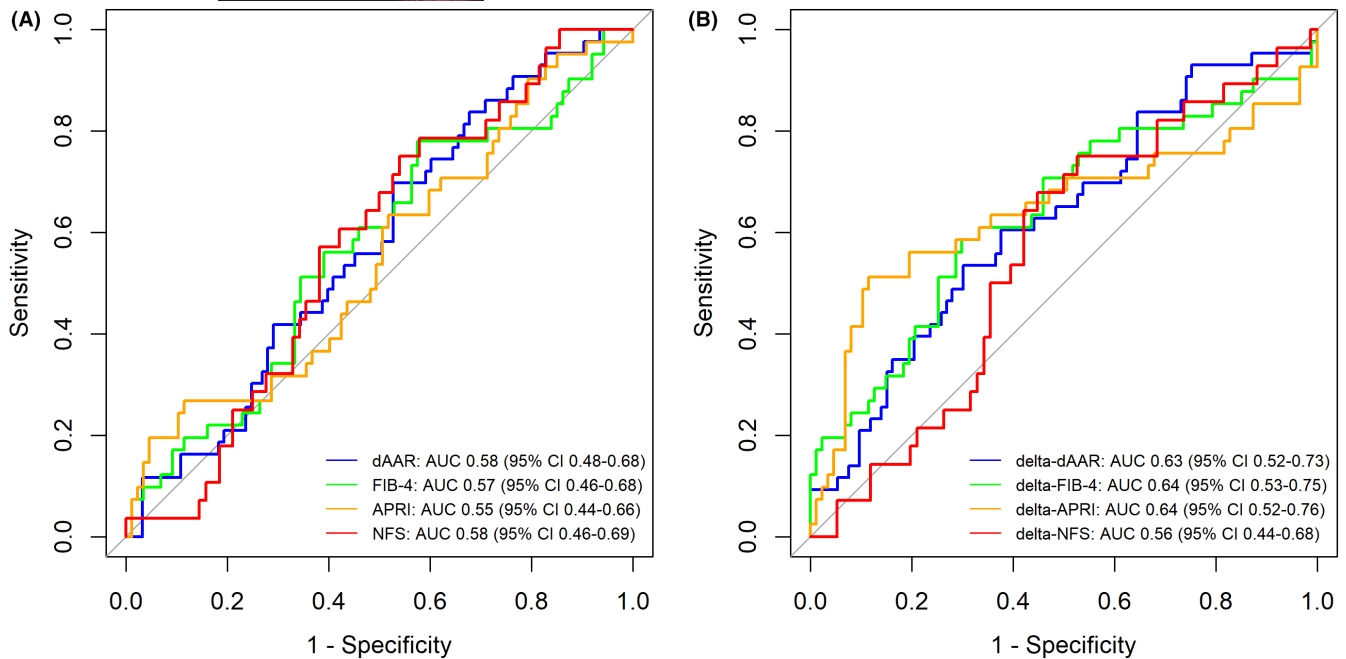 (A)
Sensitivity
1.0
0.8
0.6
0.4
0.2
0.0
dAAR: AUC 0.58 (95% CI 0.48-0.68)
FIB-4: AUC 0.57 (95% CI 0.46-0.68)
APRI: AUC 0.55 (95% CI 0.44-0.66)
NFS: AUC 0.58 (95% CI 0.46-0.69)
0.0 0.2 0.4 0.6 0.8 1.0
1 - Specificity
(B)
Sensitivity
1.0
0.8
0.6
0.4
0.2
0.0
delta-dAAR: AUC 0.63 (95% CI 0.52-0.73)
delta-FIB-4: AUC 0.64 (95% CI 0.53-0.75)
delta-APRI: AUC 0.64 (95% CI 0.52-0.76)
delta-NFS: AUC 0.56 (95% CI 0.44-0.68)
0.0 0.2 0.4 0.6 0.8 1.0
1 - Specificity